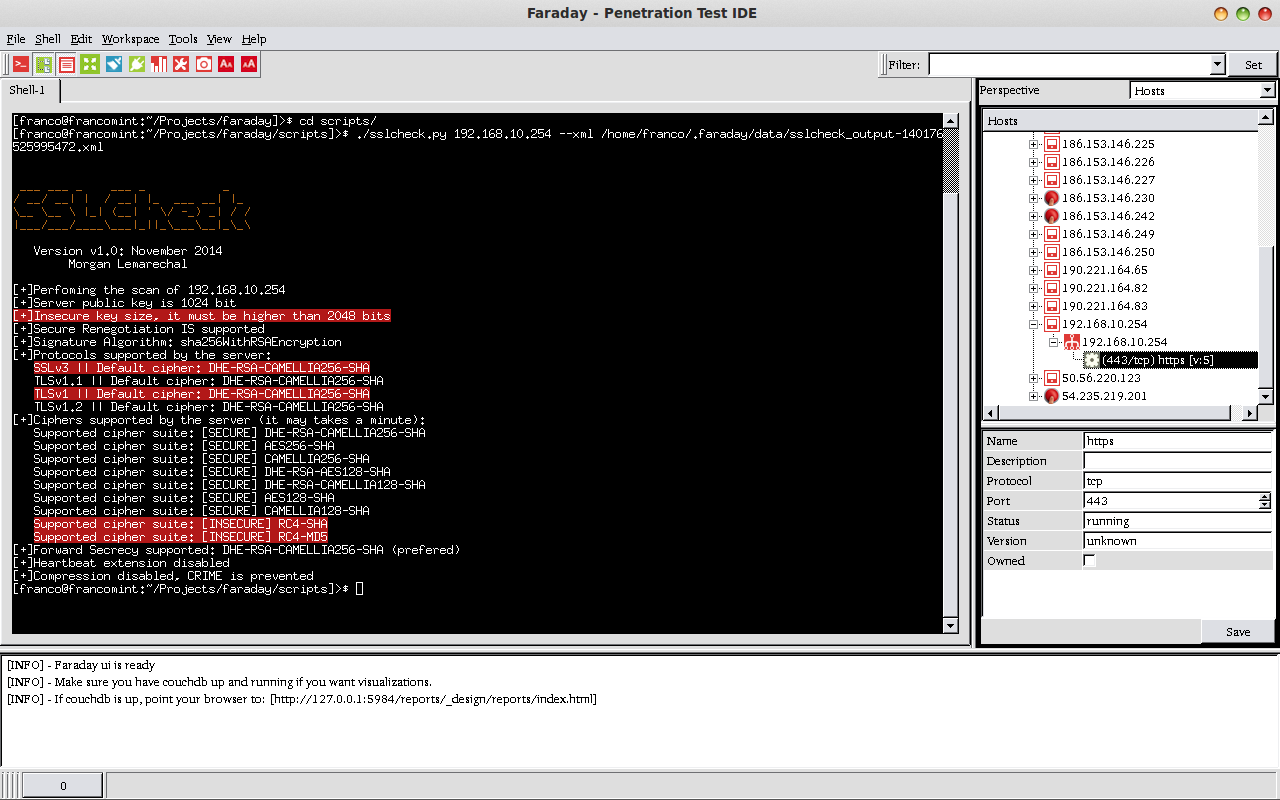 Faraday - Penetration Test IDE
File Shell Edit Workspace Tools View Help
Filter:
Set
Shell-1
[franco@francomint:~/Projects/faraday]>$ cd scripts/
[franco@francomint:~/Projects/faraday/scripts]>$ ./sslcheck.py 192.168.10.254 --xml /home/franco/.faraday/data/sslcheck_output-140176
525995472.xml
SSLCheck
Version v1.0: November 2014
Morgan Lemarechal
[+]Perfoming the scan of 192.168.10.254
[+]Server public key is 1024 bit
[+]Insecure key size, it must be higher than 2048 bits
[+]Secure Renegotiation IS supported
[+]Signature Algorithm: sha256WithRSAEncryption
[+]Protocols supported by the server:
SSLv3 || Default cipher: DHE-RSA-CAMELLIA256-SHA
TLSv1.1 || Default cipher: DHE-RSA-CAMELLIA256-SHA
TLSv1 || Default cipher: DHE-RSA-CAMELLIA256-SHA
TLSv1.2 || Default cipher: DHE-RSA-CAMELLIA256-SHA
[+]Ciphers supported by the server (it may takes a minute):
Supported cipher suite: [SECURE] DHE-RSA-CAMELLIA256-SHA
Supported cipher suite: [SECURE] AES256-SHA
Supported cipher suite: [SECURE] CAMELLIA256-SHA
Supported cipher suite: [SECURE] DHE-RSA-AES128-SHA
Supported cipher suite: [SECURE] DHE-RSA-CAMELLIA128-SHA
Supported cipher suite: [SECURE] AES128-SHA
Supported cipher suite: [SECURE] CAMELLIA128-SHA
Supported cipher suite: [INSECURE] RC4-SHA
Supported cipher suite: [INSECURE] RC4-MD5
[+]Forward Secrecy supported: DHE-RSA-CAMELLIA256-SHA (prefered)
[+]Heartbeat extension disabled
[+]Compression disabled, CRIME is prevented
[franco@francomint:~/Projects/faraday/scripts]>$
Perspective
Hosts
Hosts
186.153.146.225
186.153.146.226
186.153.146.227
186.153.146.230
186.153.146.242
186.153.146.249
186.153.146.250
190.221.164.65
190.221.164.82
190.221.164.83
192.168.10.254
192.168.10.254
(443/tcp) https [v:5]
50.56.220.123
54.235.219.201
Name https
Description
Protocol tcp
Port 443
Status running
Version unknown
Owned
Save
[INFO] - Faraday ui is ready
[INFO] - Make sure you have couchdb up and running if you want visualizations.
[INFO] - If couchdb is up, point your browser to: [http://127.0.0.1:5984/reports/_design/reports/index.html]
0